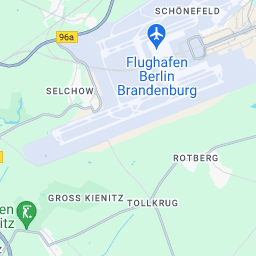 SCHÖNEFELD
96a
Flughafen
Berlin
Brandenburg
SELCHOW
ROTBERG
GROSS KIENITZ
TOLLKRUG